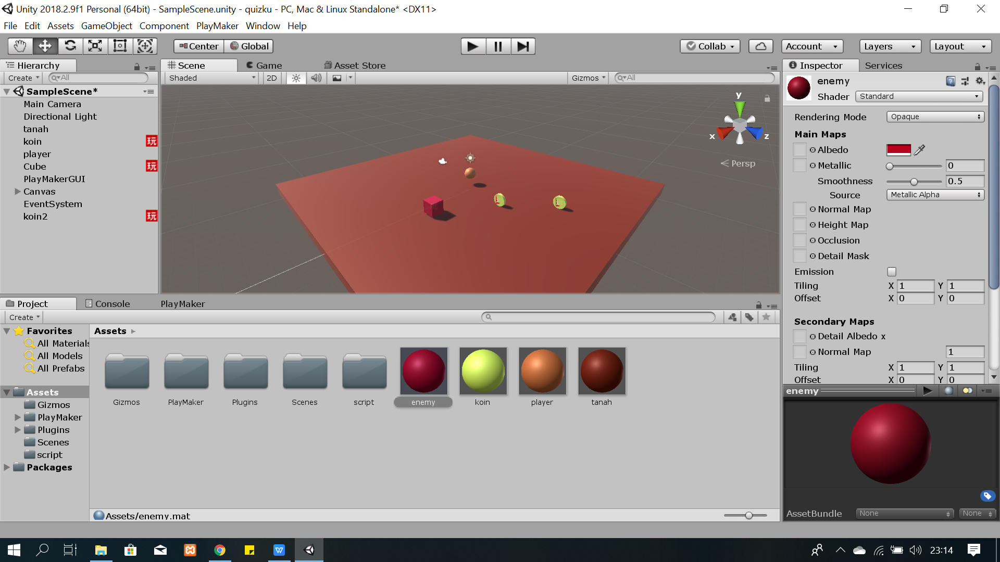 Unity 2018.2.9f1 Personal (64bit) - SampleScene.unity - quizku - PC, Mac & Linux Standalone* <DX11>
File Edit Assets GameObject Component PlayMaker Window Help
Center Global Collab Account Layers Layout
Hierarchy
Create All
SampleScene*
Main Camera
Directional Light
tanah
koin 玩
player
Cube 玩
PlayMakerGUI
Canvas
EventSystem
koin2 玩
Scene Game Asset Store
Shaded 2D Gizmos All
y
x z
Persp
Inspector Services
enemy
Shader Standard
Rendering Mode Opaque
Main Maps
Albedo
Metallic 0
Smoothness 0.5
Source Metallic Alpha
Normal Map
Height Map
Occlusion
Detail Mask
Emission
Tiling X 1 Y 1
Offset X 0 Y 0
Secondary Maps
Detail Albedo x
Normal Map 1
Tiling X 1 Y 1
Offset X 0 Y 0
enemy
AssetBundle None None
Project Console PlayMaker
Create
Favorites
All Materials
All Models
All Prefabs
Assets
Gizmos
PlayMaker
Plugins
Scenes
script
Packages
Assets
Gizmos PlayMaker Plugins Scenes script enemy koin player tanah
Assets/enemy.mat
23:14